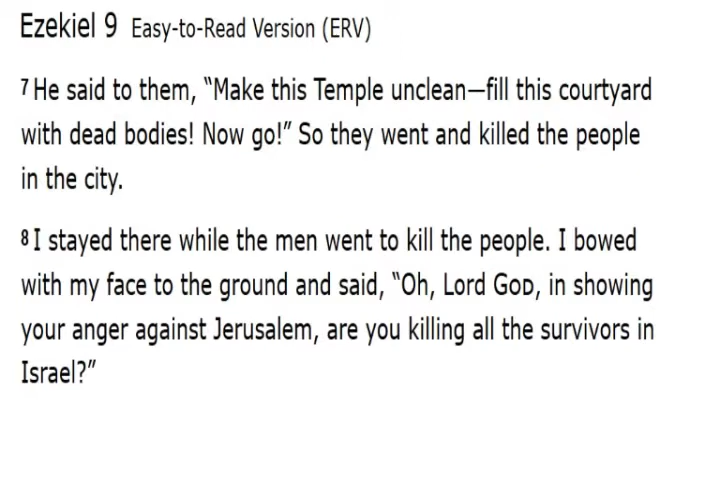 Ezekiel 9 Easy-to-Read Version (ERV)
7 He said to them, “Make this Temple unclean—fill this courtyard
with dead bodies! Now go!” So they went and killed the people
in the city.
8 I stayed there while the men went to kill the people. I bowed
with my face to the ground and said, “Oh, Lord GOD, in showing
your anger against Jerusalem, are you killing all the survivors in
Israel?”